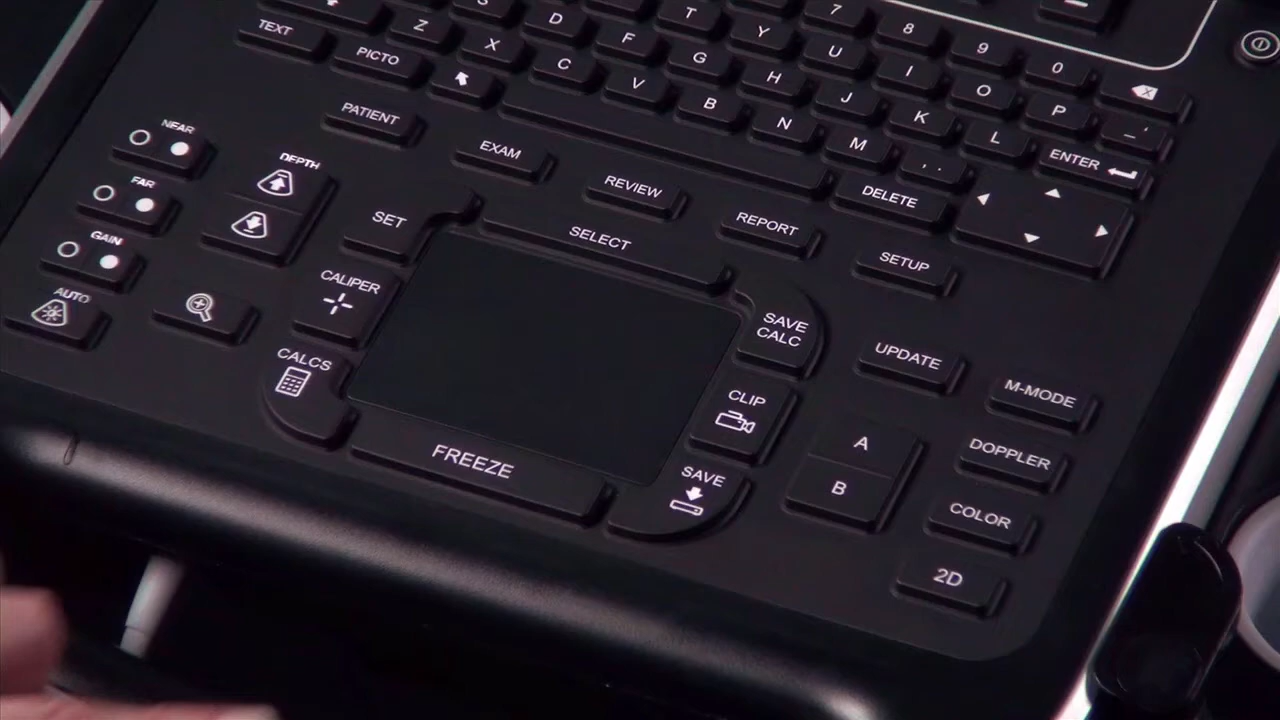 7 8 9 0
S D T Y U I O P
TEXT Z X F G H J K L _ -'
PICTO C V B N M , . ENTER
PATIENT EXAM REVIEW REPORT DELETE SETUP
NEAR
FAR
GAIN
AUTO
DEPTH
SET
CALIPER
CALCS
SELECT
FREEZE
SAVE
CALC
CLIP
SAVE
UPDATE
A
B
M-MODE
DOPPLER
COLOR
2D